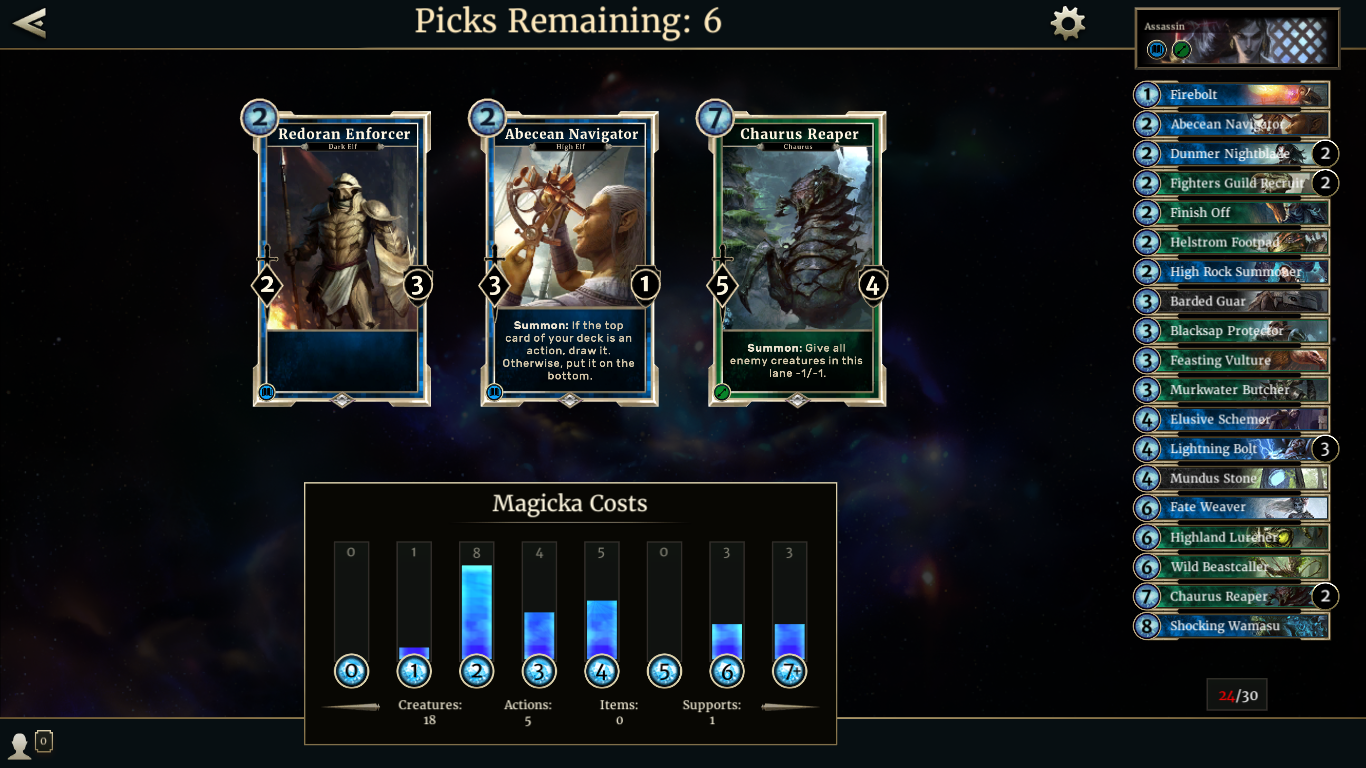 Picks Remaining: 6
Assassin
2
Redoran Enforcer
Dark Elf
2
3
2
Abecean Navigator
High Elf
3
1
Summon: If the top
card of your deck is an
action, draw it.
Otherwise, put it on the
bottom.
7
Chaurus Reaper
Chaurus
5
4
Summon: Give all
enemy creatures in this
lane -1/-1.
1 Firebolt
2 Abecean Navigator
2 Dunmer Nightblade 2
2 Fighters Guild Recruit 2
2 Finish Off
2 Helstrom Footpad
2 High Rock Summoner
3 Barded Guar
3 Blacksap Protector
3 Feasting Vulture
3 Murkwater Butcher
4 Elusive Schemer
4 Lightning Bolt 3
4 Mundus Stone
6 Fate Weaver
6 Highland Lurcher
6 Wild Beastcaller
7 Chaurus Reaper 2
8 Shocking Wamasu
24/30
Magicka Costs
0 1 8 4 5 0 3 3
0 1 2 3 4 5 6 7+
Creatures: Actions: Items: Supports:
18 5 0 1
0